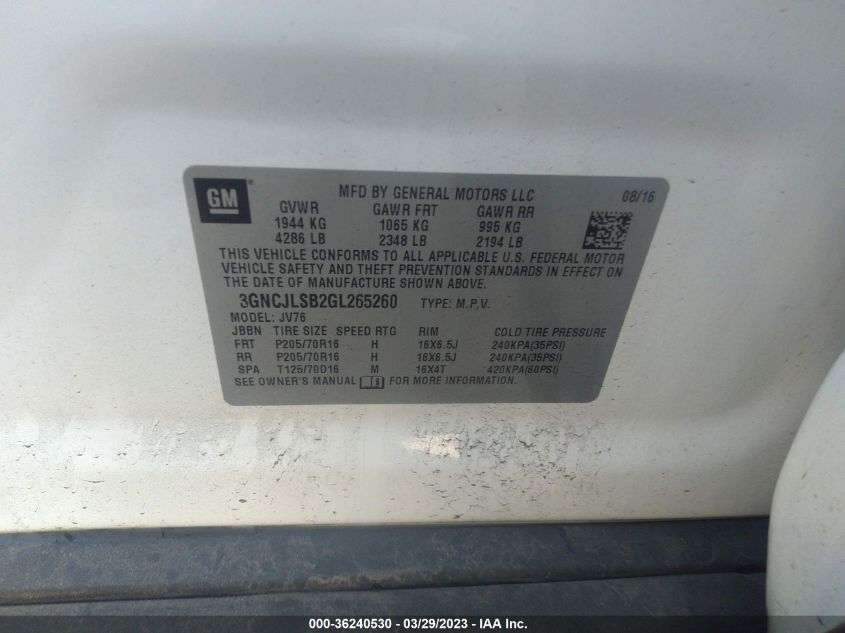 GM
MFD BY GENERAL MOTORS LLC 08/16
GVWR GAWR FRT GAWR RR
1944 KG 1065 KG 995 KG
4286 LB 2348 LB 2194 LB
THIS VEHICLE CONFORMS TO ALL APPLICABLE U.S. FEDERAL MOTOR
VEHICLE SAFETY AND THEFT PREVENTION STANDARDS IN EFFECT ON
THE DATE OF MANUFACTURE SHOWN ABOVE.
3GNCJLSB2GL265260 TYPE: M.P.V.
MODEL: JV76
JBBN TIRE SIZE SPEED RTG RIM COLD TIRE PRESSURE
FRT P205/70R16 H 16X6.5J 240KPA(35PSI)
RR P205/70R16 H 16X6.5J 240KPA(35PSI)
SPA T125/70D16 M 16X4T 420KPA(60PSI)
SEE OWNER'S MANUAL FOR MORE INFORMATION.
000-36240530 - 03/29/2023 - IAA Inc.